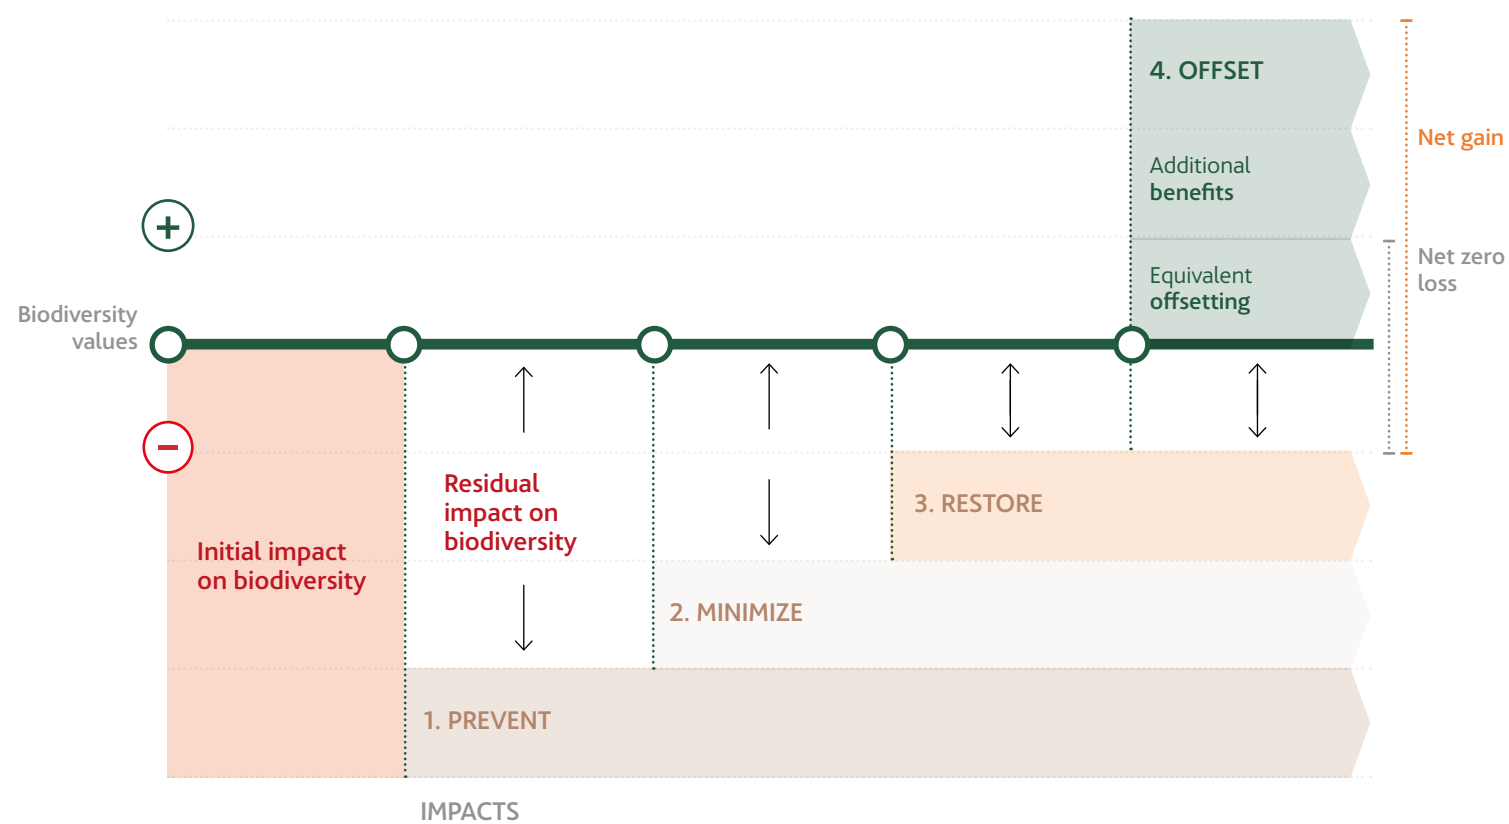 4. OFFSET
Net gain
Additional
benefits
+
Net zero
loss
Equivalent
offsetting
Biodiversity
values
−
Residual
impact on
biodiversity
3. RESTORE
Initial impact
on biodiversity
2. MINIMIZE
1. PREVENT
IMPACTS